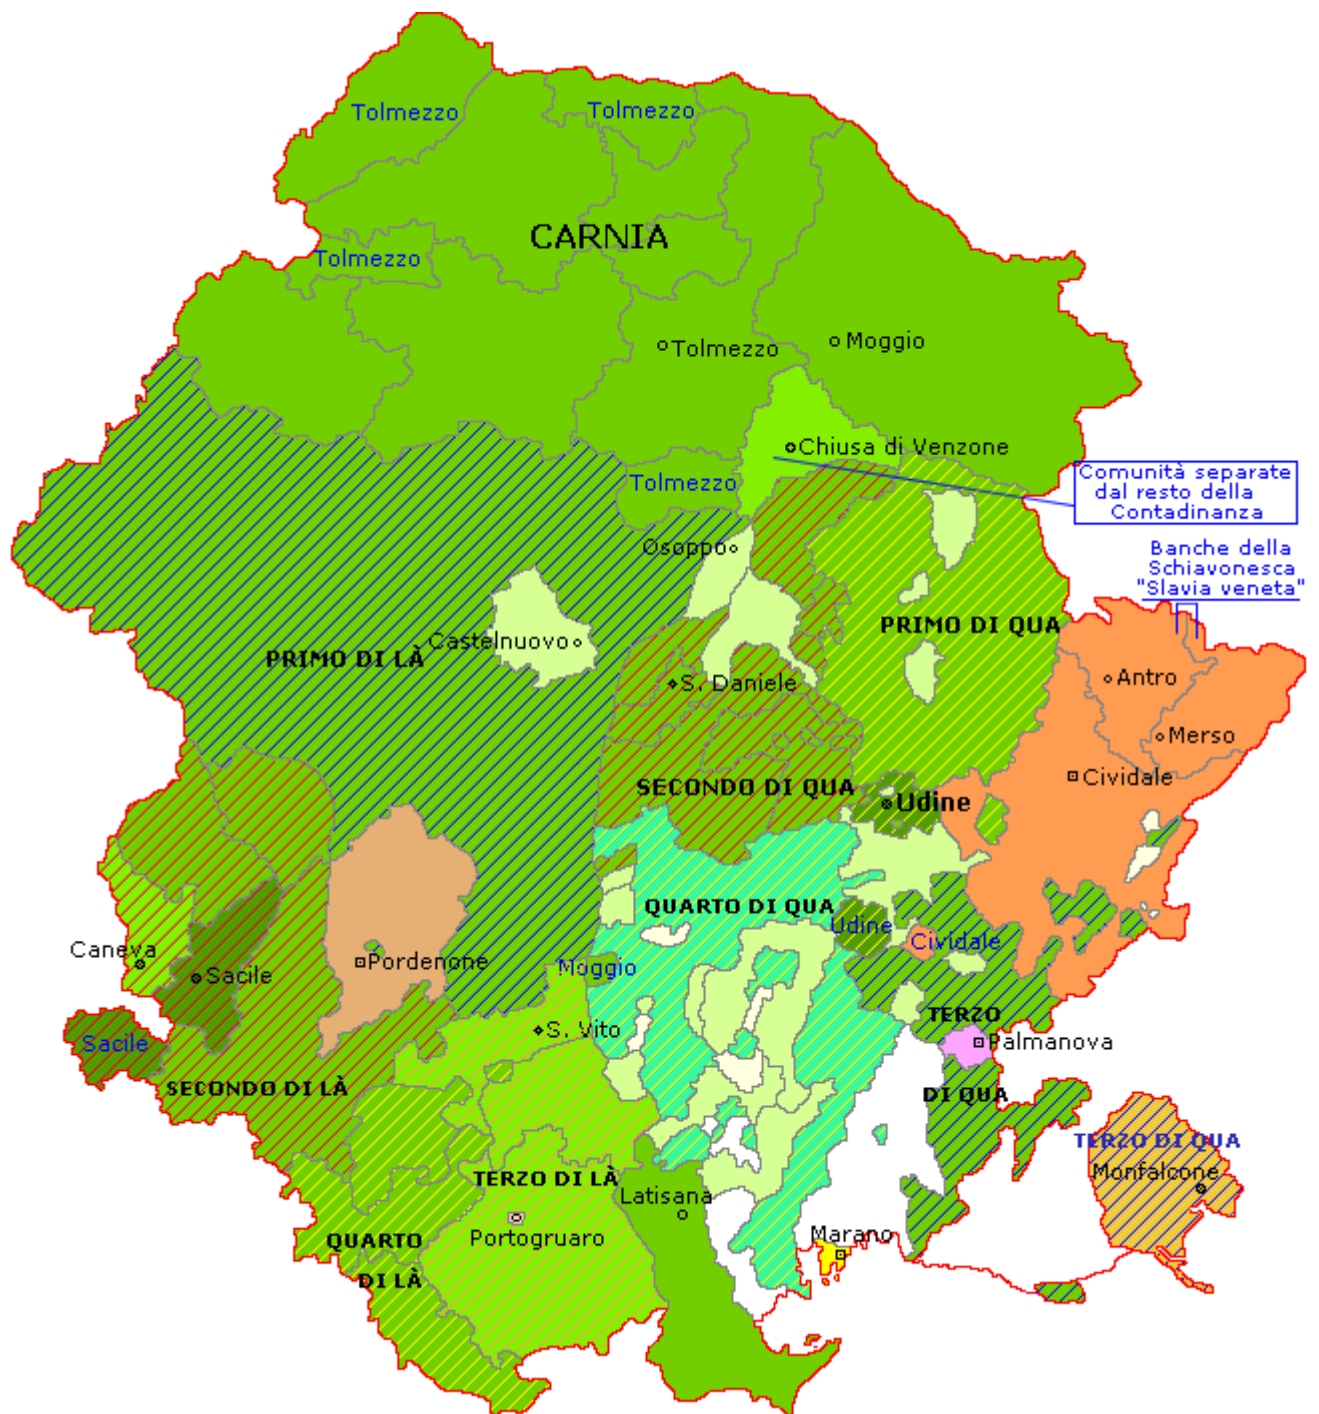 Tolmezzo
Tolmezzo
CARNIA
Tolmezzo
Tolmezzo
Moggio
Chiusa di Venzone
Tolmezzo
Comunità separate
dal resto della
Contadinanza
Osoppo
Banche della
Schiavonesca
"Slavia veneta"
PRIMO DI QUA
Castelnuovo
PRIMO DI LÀ
S. Daniele
Antro
Merso
Cividale
SECONDO DI QUA
Udine
QUARTO DI QUA
Udine
Cividale
Caneva
Sacile
Pordenone
Moggio
TERZO
S. Vito
Palmanova
Sacile
SECONDO DI LÀ
DI QUA
TERZO DI QUA
Monfalcone
TERZO DI LÀ
Latisana
Portogruaro
Marano
QUARTO
DI LÀ